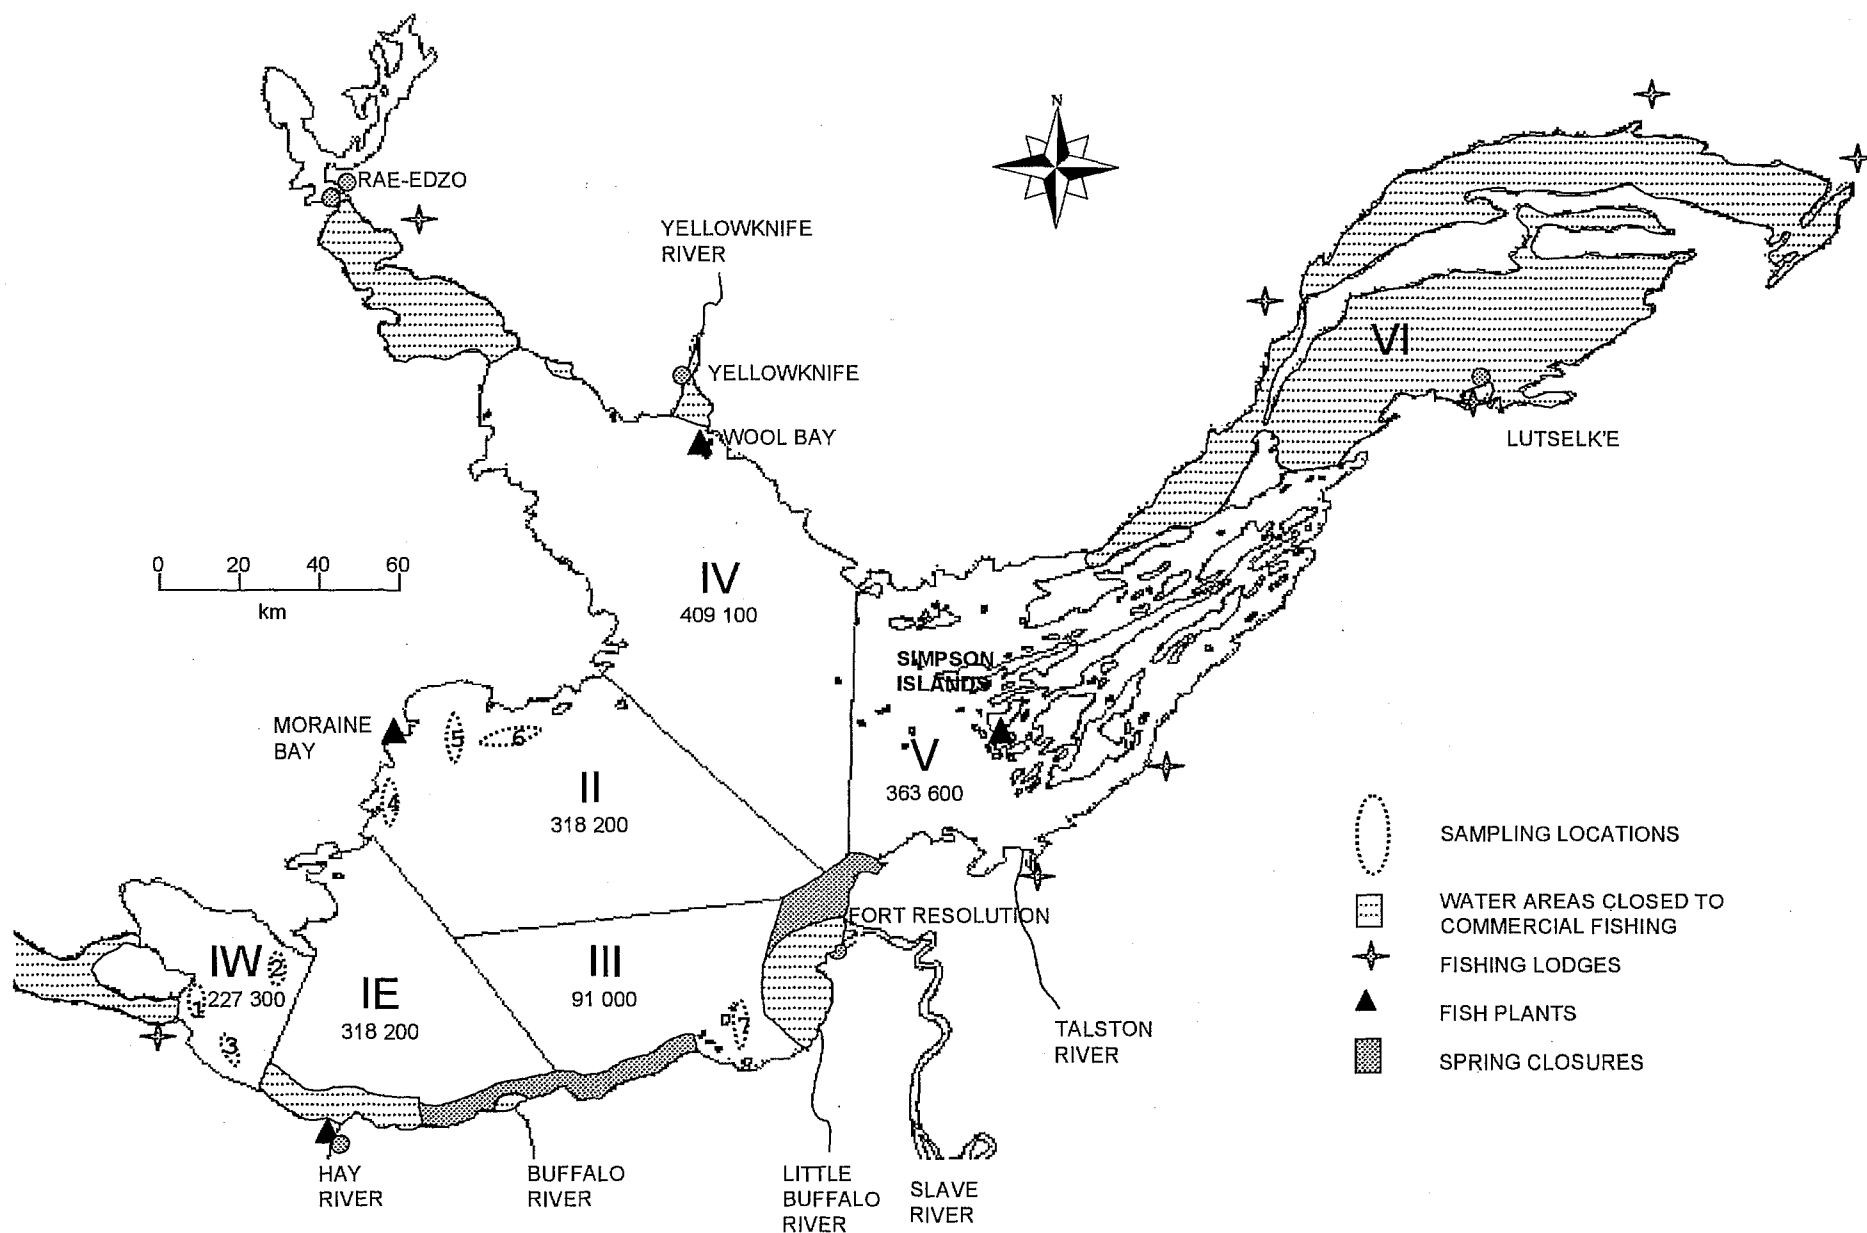 N
RAE-EDZO
YELLOWKNIFE
RIVER
YELLOWKNIFE
WOOL BAY
VI
LUTSELK'E
0 20 40 60
km
IV
409 100
SIMPSON
ISLANDS
MORAINE
BAY
5
6
4
II
318 200
V
363 600
SAMPLING LOCATIONS
WATER AREAS CLOSED TO
COMMERCIAL FISHING
FISHING LODGES
FISH PLANTS
SPRING CLOSURES
FORT RESOLUTION
IW
2
227 300
1
3
IE
318 200
III
91 000
7
TALSTON
RIVER
HAY
RIVER
BUFFALO
RIVER
LITTLE
BUFFALO
RIVER
SLAVE
RIVER